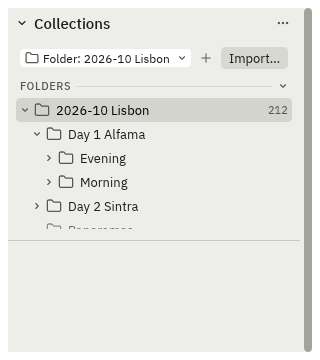 Collections
Folder: 2026-10 Lisbon
Import...
FOLDERS
2026-10 Lisbon 212
Day 1 Alfama
Evening
Morning
Day 2 Sintra